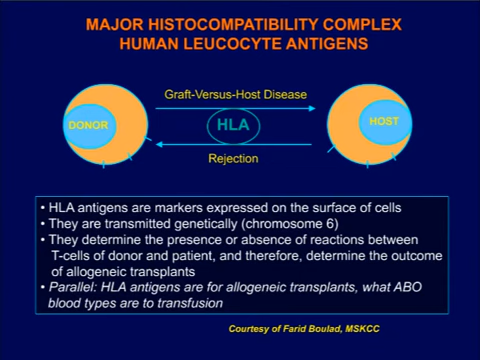 MAJOR HISTOCOMPATIBILITY COMPLEX
HUMAN LEUCOCYTE ANTIGENS
Graft-Versus-Host Disease
DONOR
HLA
HOST
Rejection
• HLA antigens are markers expressed on the surface of cells
• They are transmitted genetically (chromosome 6)
• They determine the presence or absence of reactions between
T-cells of donor and patient, and therefore, determine the outcome
of allogeneic transplants
• Parallel: HLA antigens are for allogeneic transplants, what ABO
blood types are to transfusion
Courtesy of Farid Boulad, MSKCC